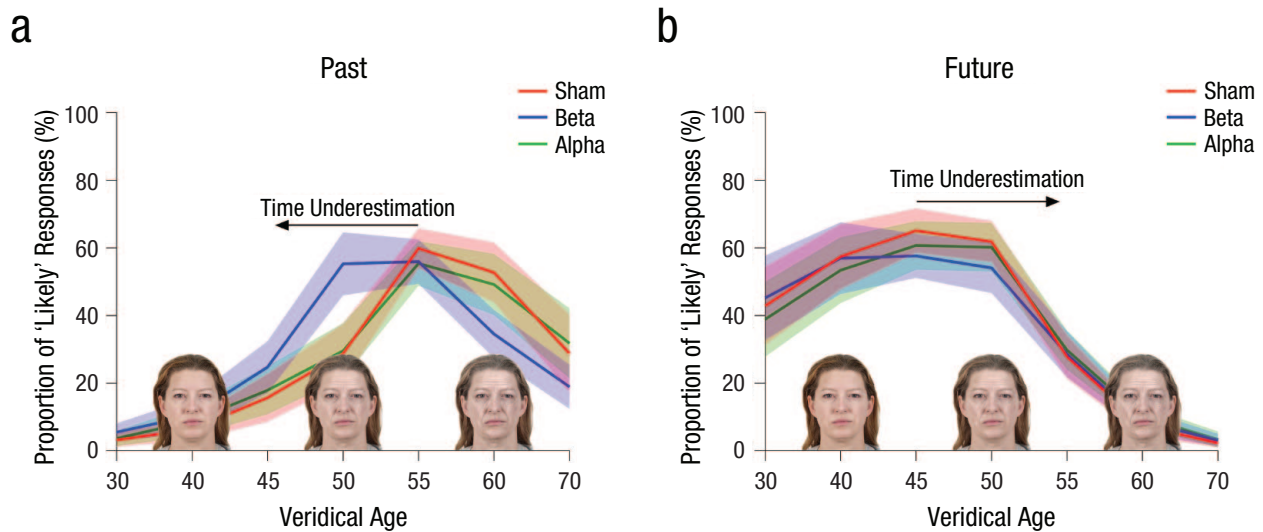 a
Past
Sham
Beta
Alpha
Proportion of 'Likely' Responses (%)
100
80
60
40
20
0
Time Underestimation
30 40 45 50 55 60 70
Veridical Age
b
Future
Sham
Beta
Alpha
Proportion of 'Likely' Responses (%)
100
80
60
40
20
0
Time Underestimation
30 40 45 50 55 60 70
Veridical Age